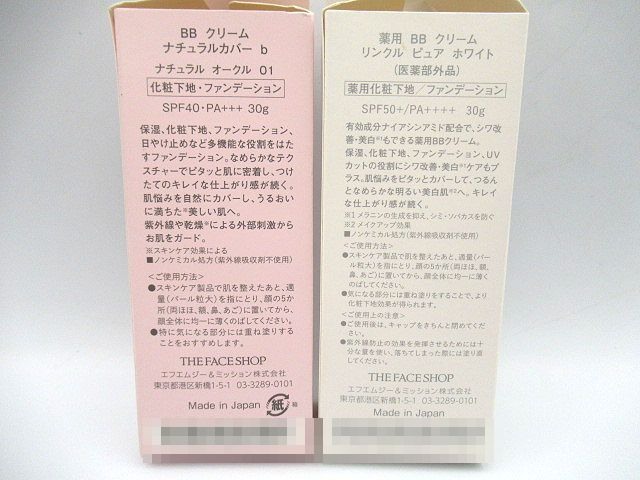 BB クリーム
ナチュラルカバー b
ナチュラル オークル 01
化粧下地・ファンデーション
SPF40・PA+++ 30g
保湿、化粧下地、ファンデーション、
日やけ止めなど多機能な役割をはた
すファンデーション。なめらかなテク
スチャーでピタッと肌に密着し、つけ
たてのキレイな仕上がり感が続く。
肌悩みを自然にカバーし、うるおい
に満ちた*美しい肌へ。
紫外線や乾燥*による外部刺激から
お肌をガード。
※スキンケア効果による
■ノンケミカル処方(紫外線吸収剤不使用)
<ご使用方法>
●スキンケア製品で肌を整えたあと、適
量(パール粒大)を指にとり、顔の5か
所(両ほほ、額、鼻、あご)に置いてから、
顔全体に均一に薄くのばしてください。
●特に気になる部分には重ね塗りする
ことをおすすめします。
THE FACE SHOP
エフエムジー&ミッション株式会社
東京都港区新橋1-5-1 03-3289-0101
Made in Japan
紙
箱
薬用 BB クリーム
リンクル ピュア ホワイト
(医薬部外品)
薬用化粧下地/ファンデーション
SPF50+/PA++++ 30g
有効成分ナイアシンアミド配合で、シワ改
善・美白*1もできる薬用BBクリーム。
保湿、化粧下地、ファンデーション、UV
カットの役割にシワ改善・美白*1ケアもプ
ラス。肌悩みをピタッとカバーして、つるん
となめらかな明るい美白肌*2へ。キレイ
な仕上がり感が続く。
※1 メラニンの生成を抑え、シミ・ソバカスを防ぐ
※2 メイクアップ効果
■ノンケミカル処方(紫外線吸収剤不使用)
<ご使用方法>
●スキンケア製品で肌を整えたあと、適量(パー
ル粒大)を指にとり、顔の5か所(両ほほ、額、
鼻、あご)に置いてから、顔全体に均一に薄く
のばしてください。
●気になる部分には重ね塗りをすることで、より
化粧下地効果が得られます。
<ご使用上の注意>
●ご使用後は、キャップをきちんと閉めてくだ
さい。
●紫外線防止の効果を発揮させるためには十
分な量を使い、落ちてしまった際には塗り直
してください。
THE FACE SHOP
エフエムジー&ミッション株式会社
東京都港区新橋1-5-1 03-3289-0101
Made in Japan